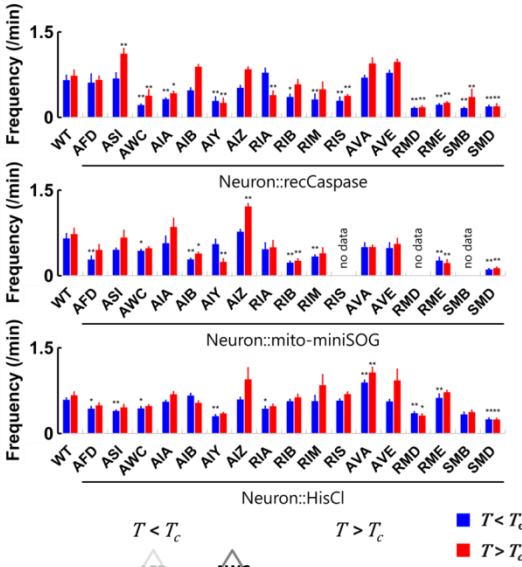 Frequency (/min)
1.5
0
** ** * ** * ** ** ** ** * ** ** ** **** **** **** ** ** ****
WT AFD ASI AWC AIA AIB AIY AIZ RIA RIB RIM RIS AVA AVE RMD RME SMB SMD
Neuron::recCaspase
Frequency (/min)
1.5
0
** * ** * ** ** **** ** no data no data **** no data ****
WT AFD ASI AWC AIA AIB AIY AIZ RIA RIB RIM RIS AVA AVE RMD RME SMB SMD
Neuron::mito-miniSOG
Frequency (/min)
1.5
0
* ** * ** * ** ** ** * ** ****
WT AFD ASI AWC AIA AIB AIY AIZ RIA RIB RIM RIS AVA AVE RMD RME SMB SMD
Neuron::HisCl
T < Tc T > Tc
T < Tc
T > Tc